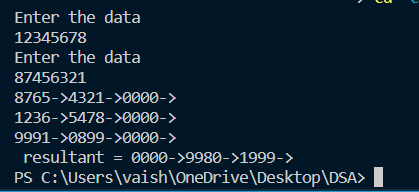 > cd
Enter the data
12345678
Enter the data
87456321
8765->4321->0000->
1236->5478->0000->
9991->0899->0000->
 resultant = 0000->9980->1999->
PS C:\Users\vaish\OneDrive\Desktop\DSA>